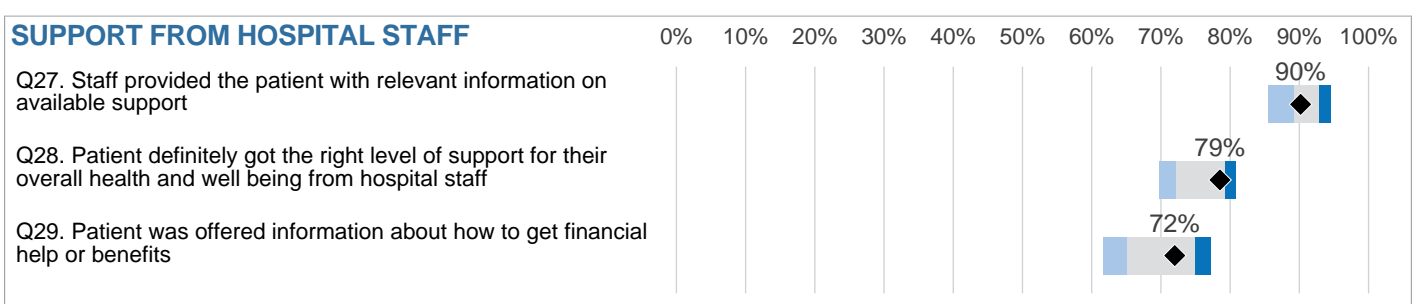 SUPPORT FROM HOSPITAL STAFF
0% 10% 20% 30% 40% 50% 60% 70% 80% 90% 100%
Q27. Staff provided the patient with relevant information on
available support
90%
Q28. Patient definitely got the right level of support for their
overall health and well being from hospital staff
79%
Q29. Patient was offered information about how to get financial
help or benefits
72%